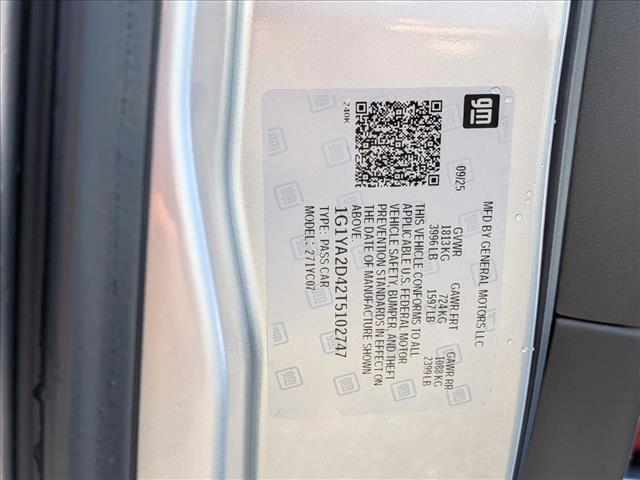 gm
09/25
240K
MFD BY GENERAL MOTORS LLC
GVWR GAWR FRT GAWR RR
1813KG 724KG 1088KG
3996LB 1597LB 2399LB
THIS VEHICLE CONFORMS TO ALL
APPLICABLE U.S. FEDERAL MOTOR
VEHICLE SAFETY, BUMPER, AND THEFT
PREVENTION STANDARDS IN EFFECT ON
THE DATE OF MANUFACTURE SHOWN
ABOVE.
1G1YA2D42T5102747
TYPE: PASS CAR
MODEL: 271YC07